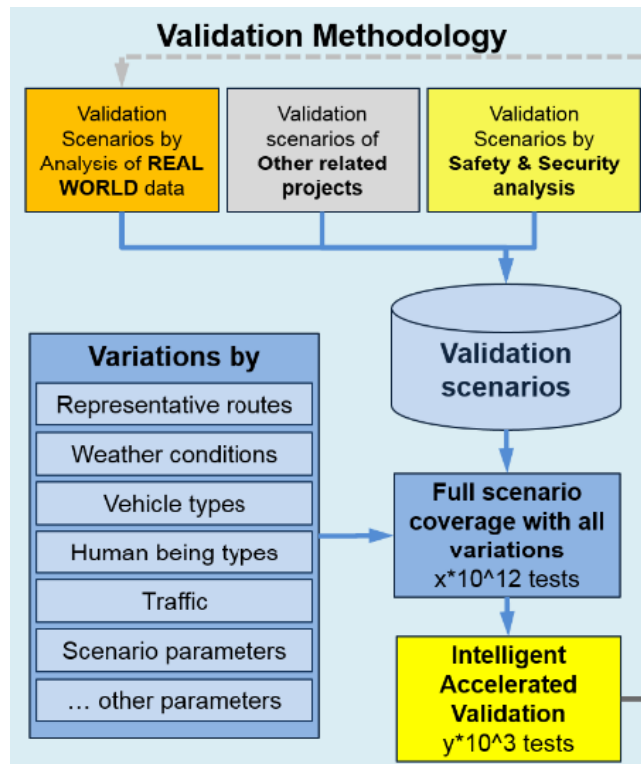 Validation Methodology
Validation
Scenarios by
Analysis of REAL
WORLD data
Validation
scenarios of
Other related
projects
Validation
Scenarios by
Safety & Security
analysis
Validation
scenarios
Variations by
Representative routes
Weather conditions
Vehicle types
Human being types
Traffic
Scenario parameters
... other parameters
Full scenario
coverage with all
variations
x*10^12 tests
Intelligent
Accelerated
Validation
y*10^3 tests